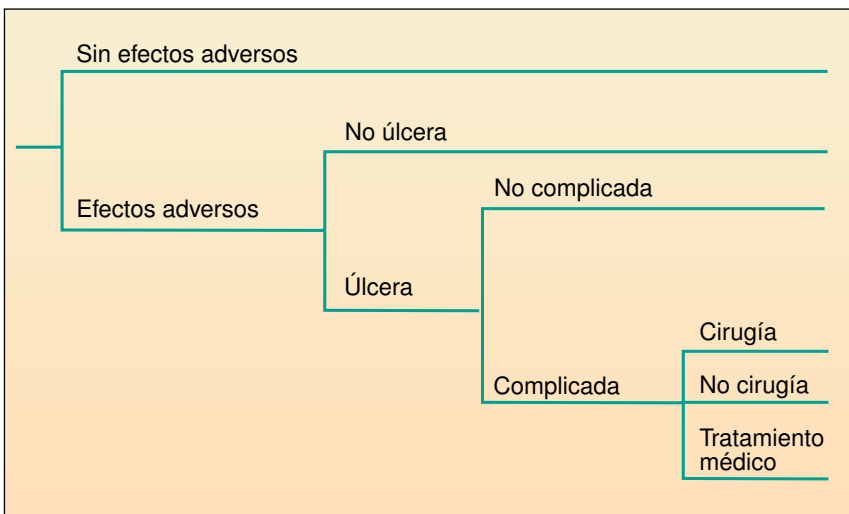 Sin efectos adversos
No úlcera
No complicada
Efectos adversos
Úlcera
Cirugía
Complicada
No cirugía
Tratamiento
médico